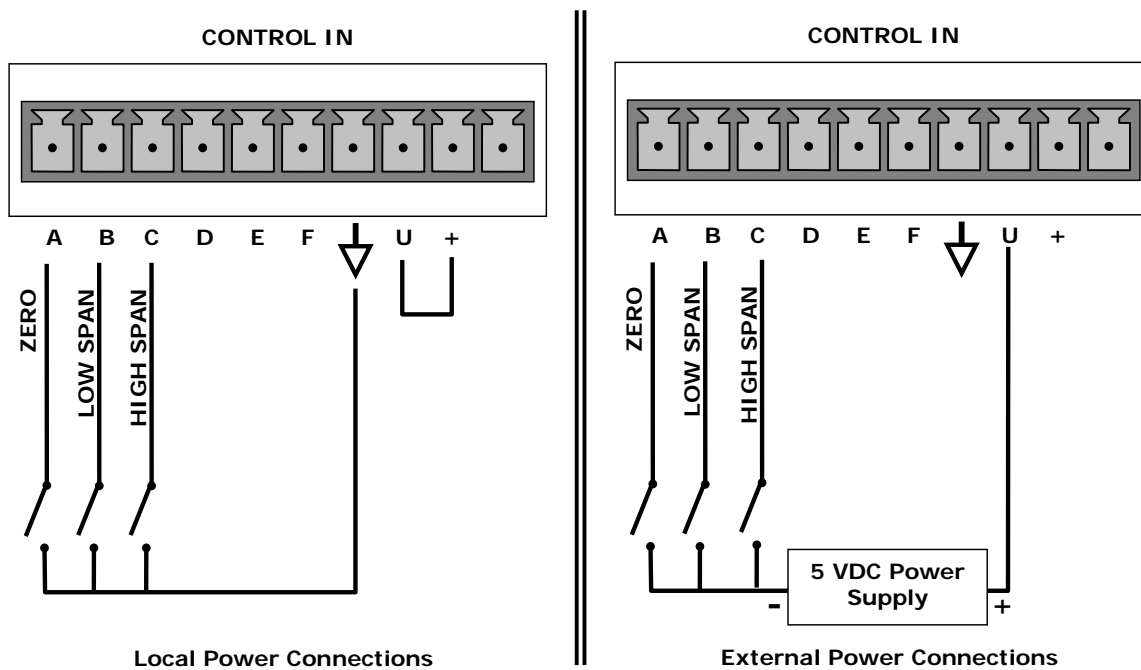 CONTROL IN
A B C D E F U +
ZERO
LOW SPAN
HIGH SPAN
Local Power Connections
CONTROL IN
A B C D E F U +
ZERO
LOW SPAN
HIGH SPAN
5 VDC Power
Supply
- +
External Power Connections